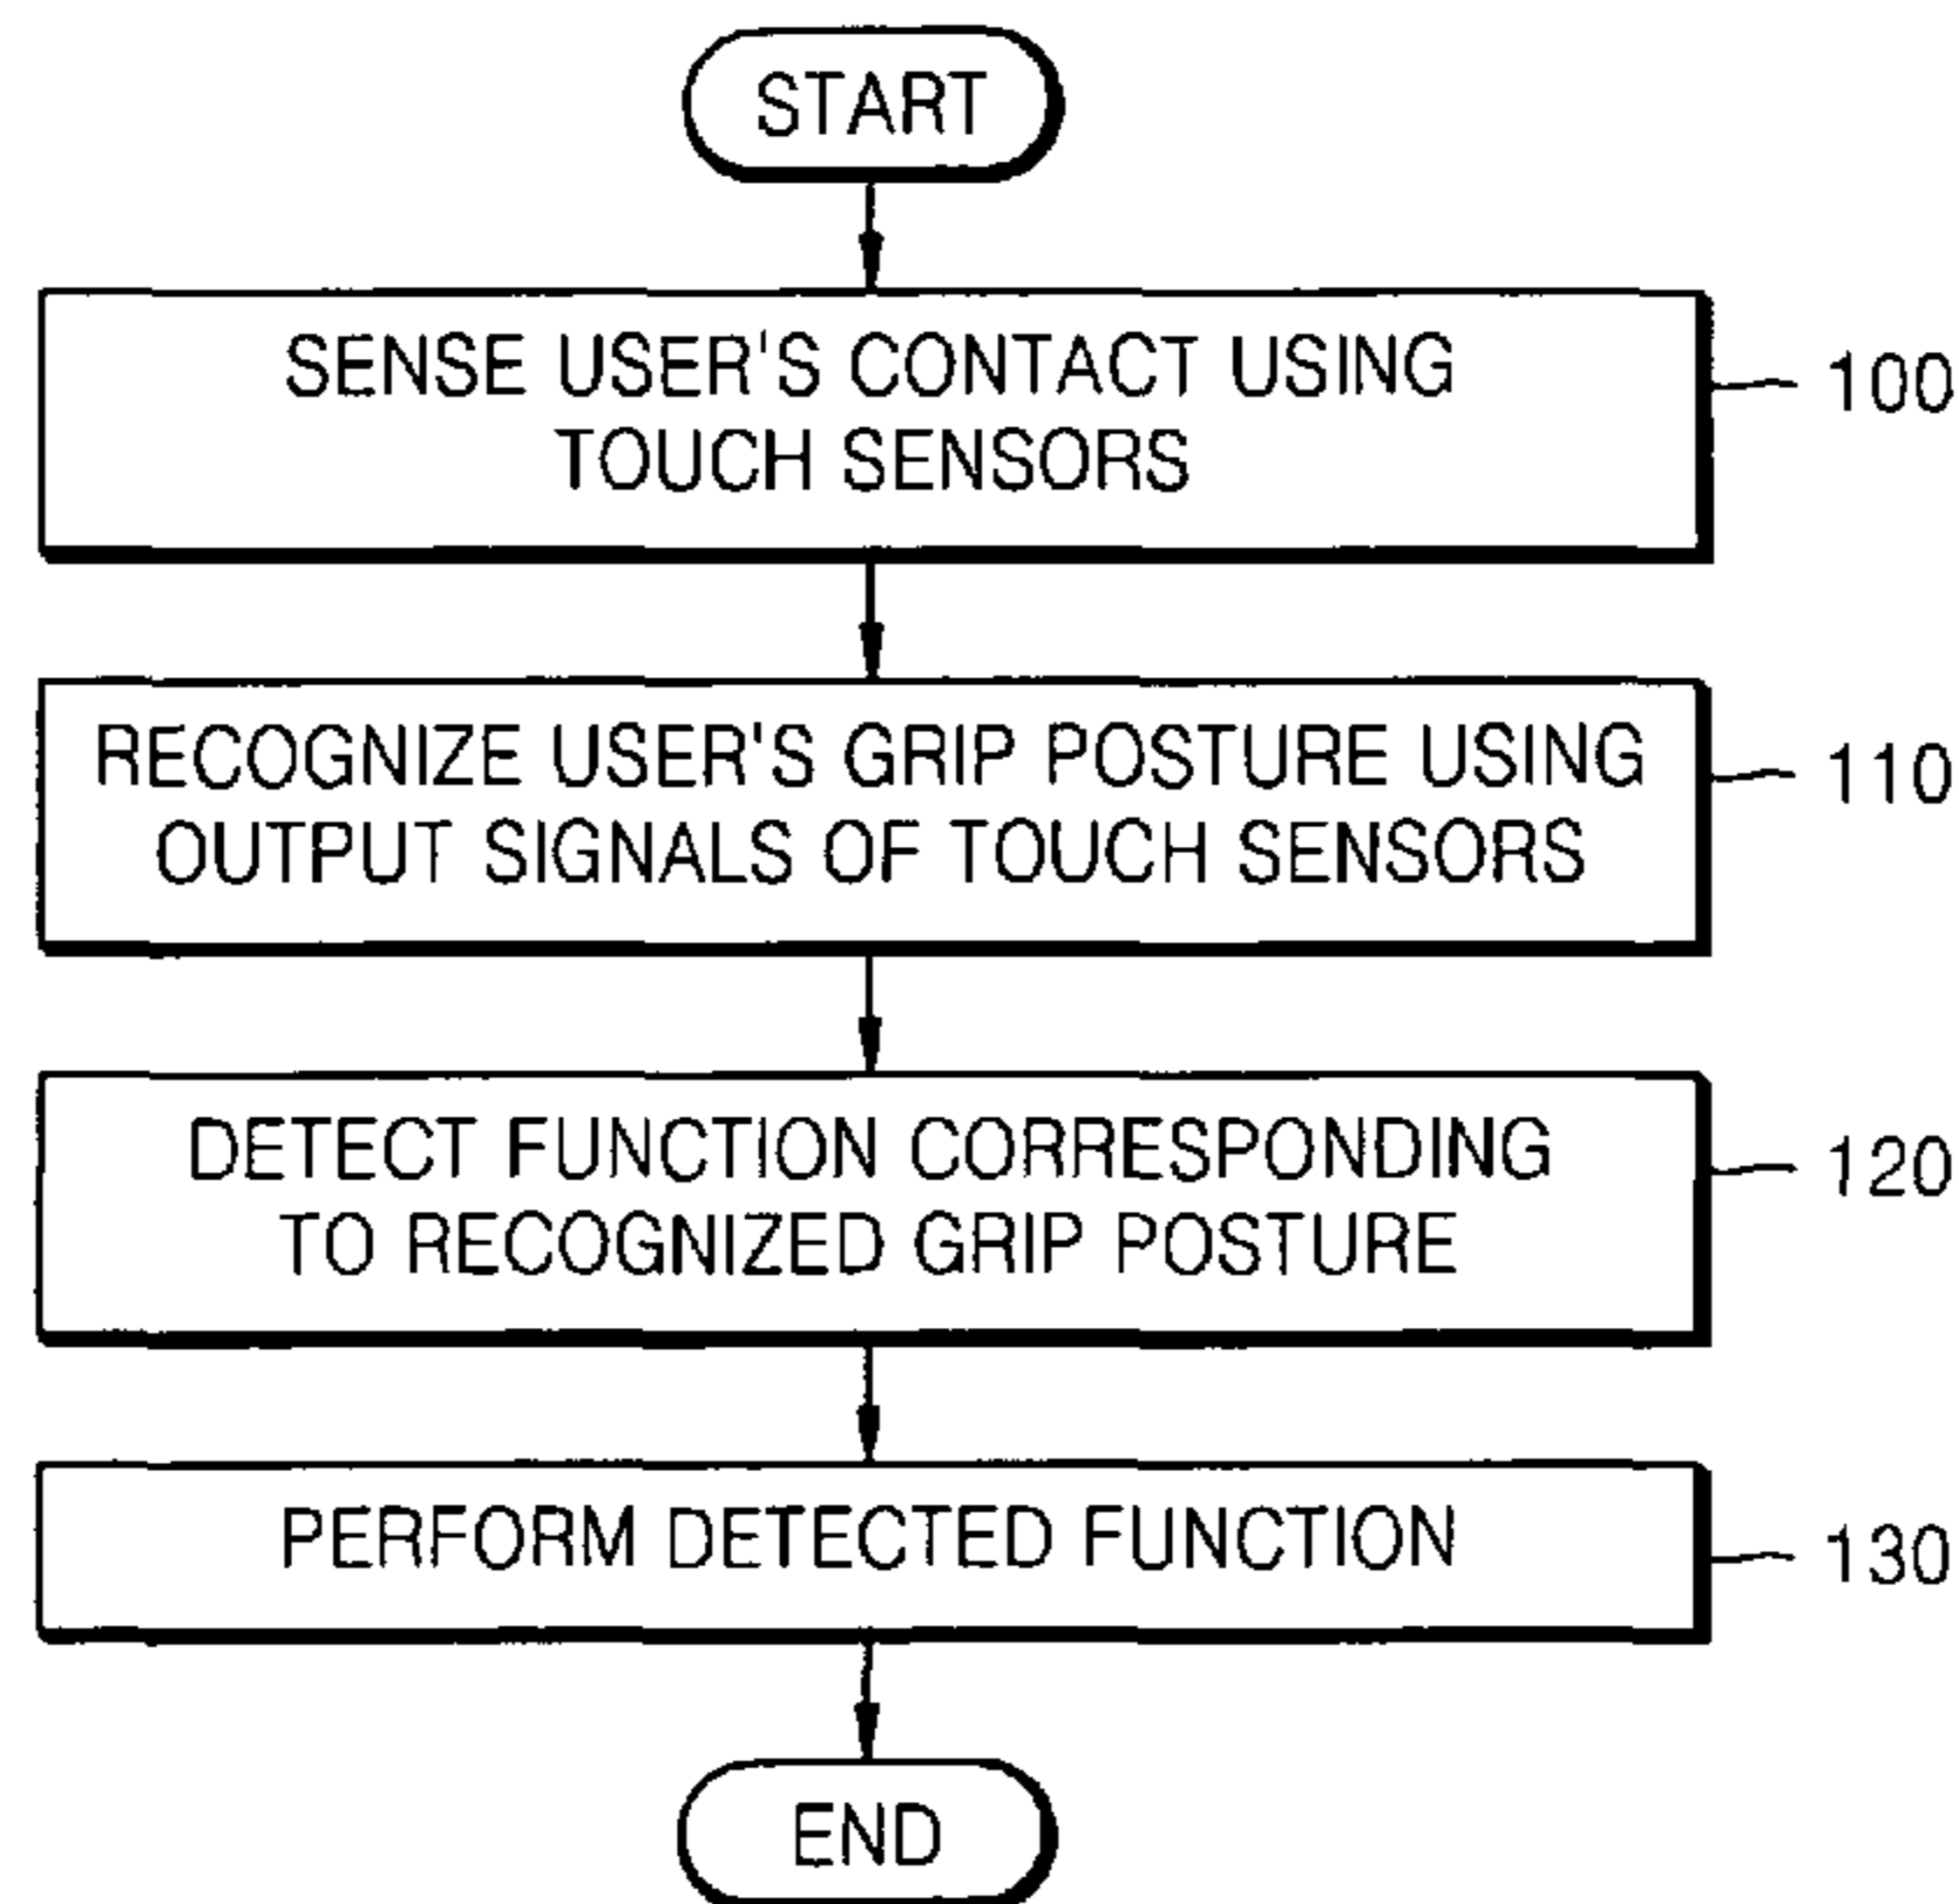 START
SENSE USER'S CONTACT USING
TOUCH SENSORS
100
RECOGNIZE USER'S GRIP POSTURE USING
OUTPUT SIGNALS OF TOUCH SENSORS
110
DETECT FUNCTION CORRESPONDING
TO RECOGNIZED GRIP POSTURE
120
PERFORM DETECTED FUNCTION
130
END